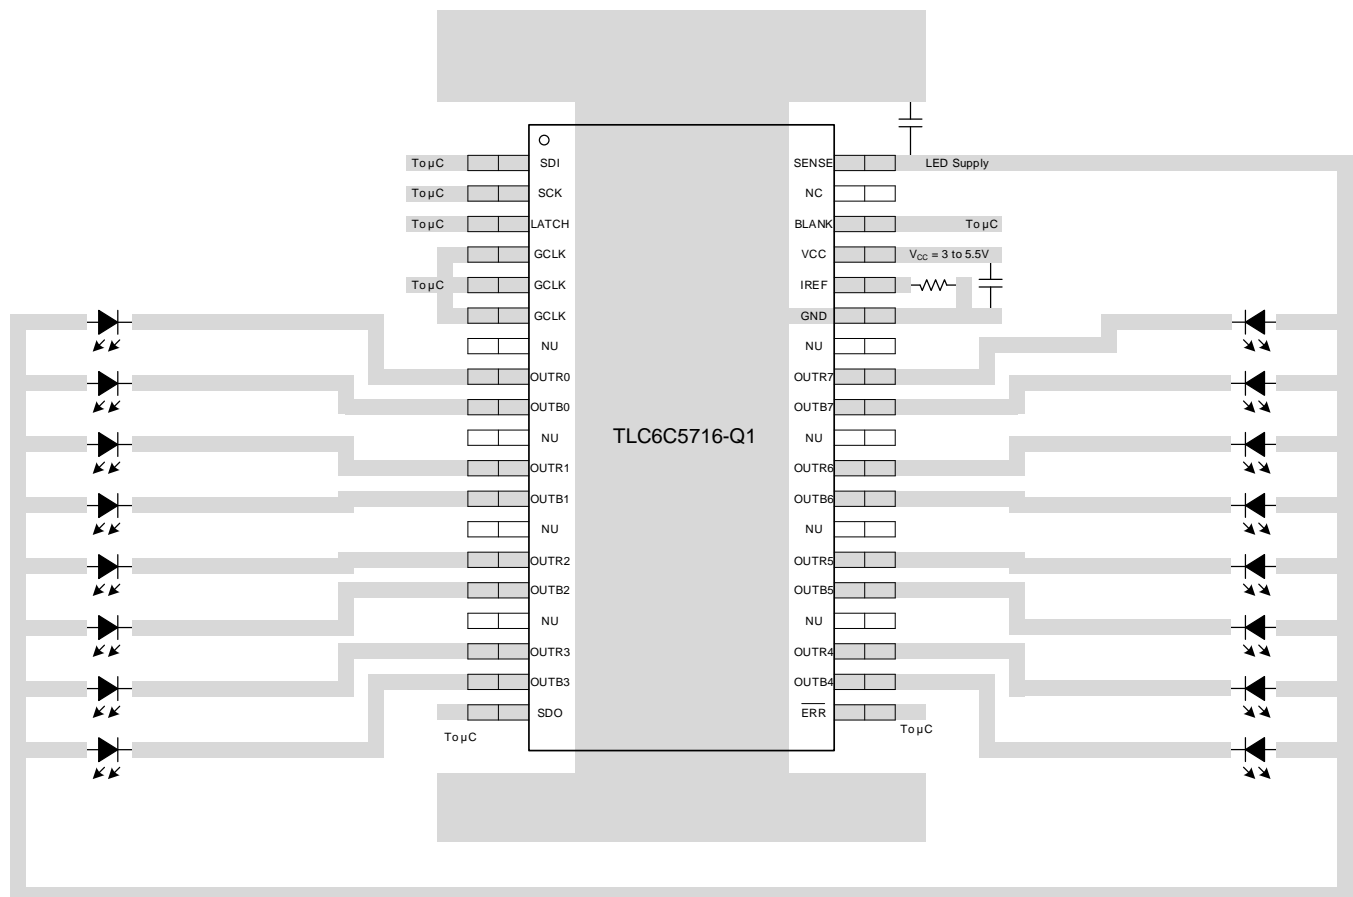 To µC SDI SENSE LED Supply
To µC SCK NC
To µC LATCH BLANK To µC
GCLK VCC V_CC = 3 to 5.5V
To µC GCLK IREF
GCLK GND
NU NU
OUTR0 OUTR7
OUTB0 OUTB7
NU TLC6C5716-Q1 NU
OUTR1 OUTR6
OUTB1 OUTB6
NU NU
OUTR2 OUTR5
OUTB2 OUTB5
NU NU
OUTR3 OUTR4
OUTB3 OUTB4
SDO ERR
To µC To µC